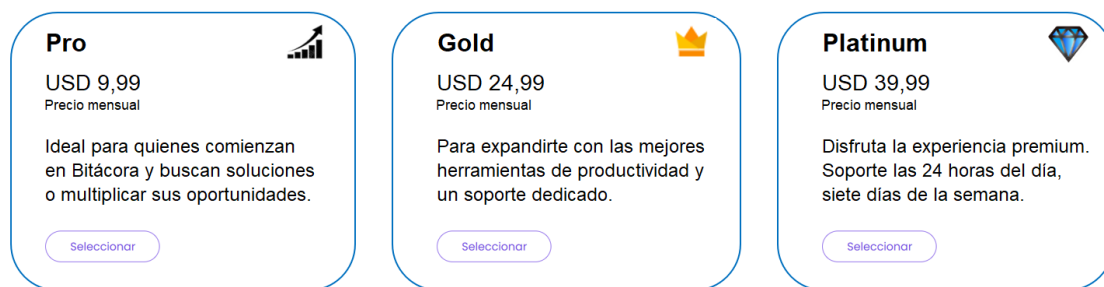 Pro
USD 9,99
Precio mensual
Ideal para quienes comienzan
en Bitácora y buscan soluciones
o multiplicar sus oportunidades.
Seleccionar
Gold
USD 24,99
Precio mensual
Para expandirte con las mejores
herramientas de productividad y
un soporte dedicado.
Seleccionar
Platinum
USD 39,99
Precio mensual
Disfruta la experiencia premium.
Soporte las 24 horas del día,
siete días de la semana.
Seleccionar